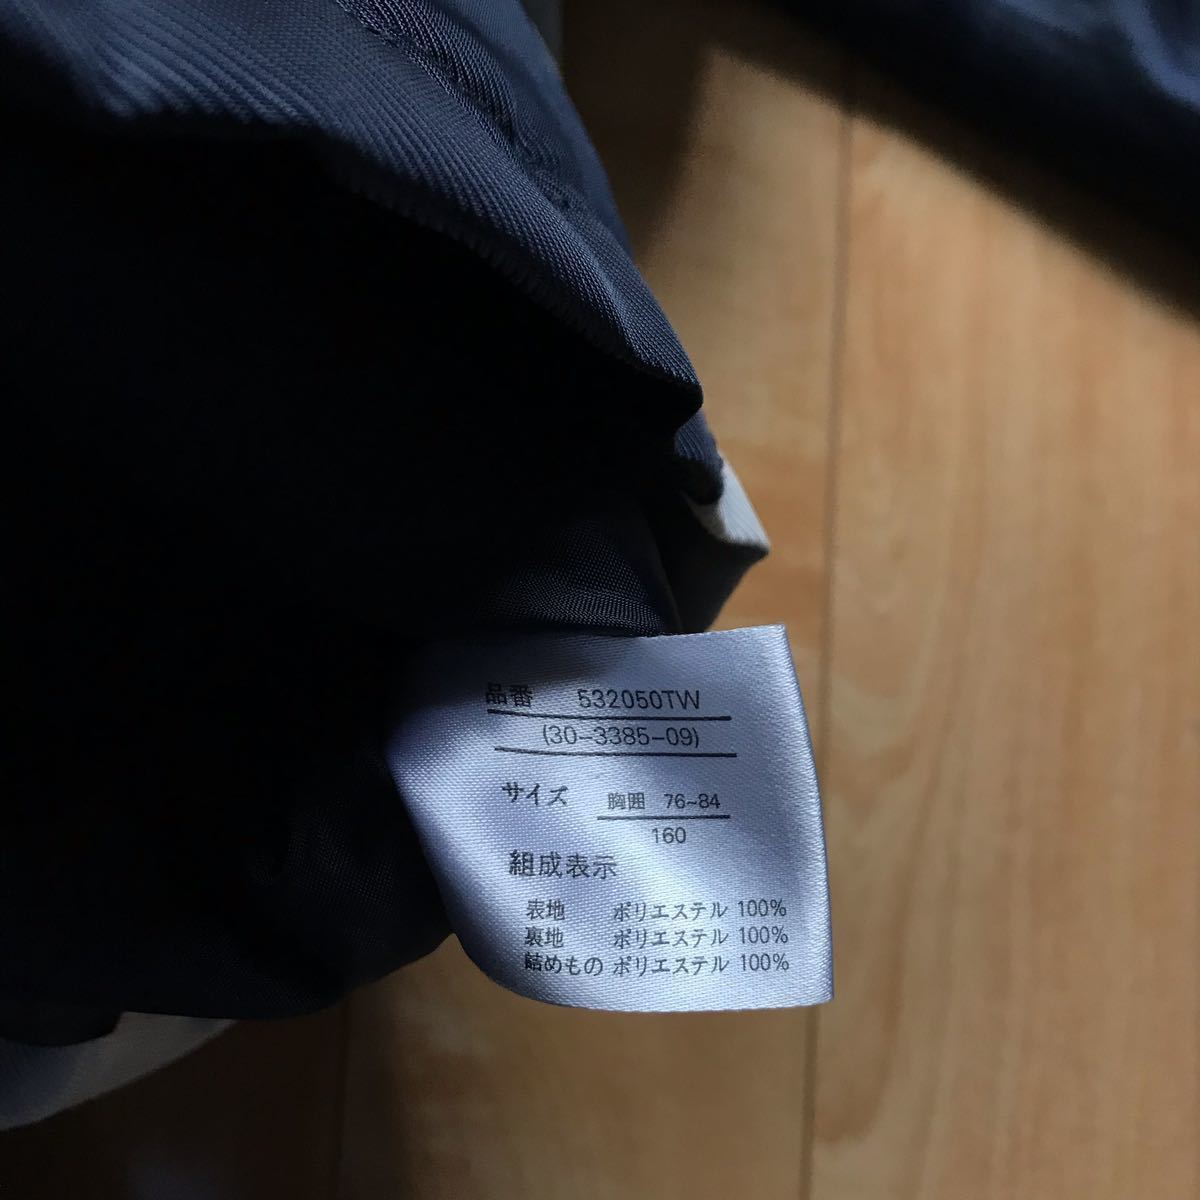 品番 532050TW
(30-3385-09)
サイズ 胸囲 76~84
160
組成表示
表地 ポリエステル 100%
裏地 ポリエステル 100%
詰めもの ポリエステル 100%